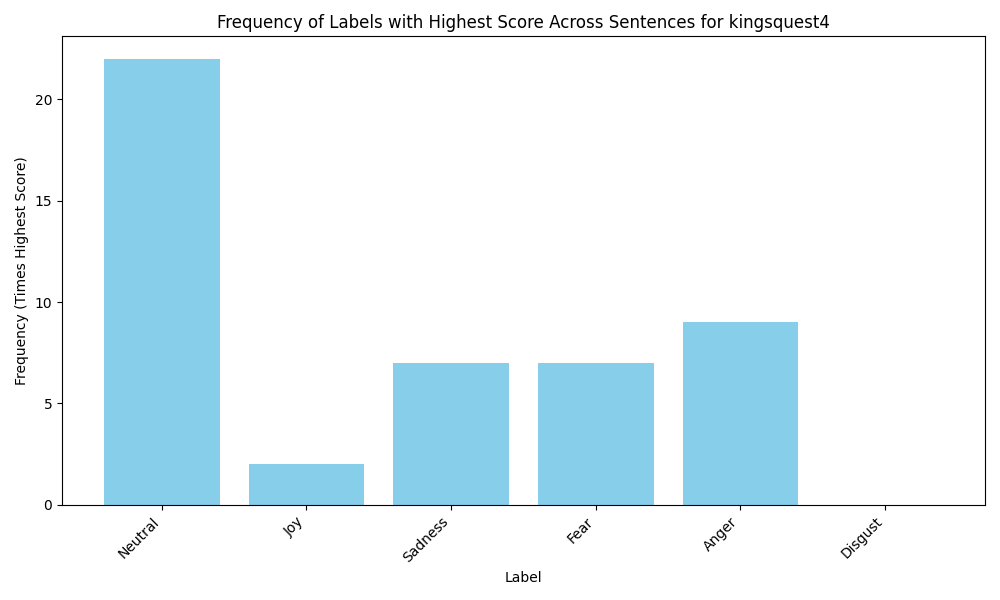 Frequency of Labels with Highest Score Across Sentences for kingsquest4
Frequency (Times Highest Score)
20
15
10
5
0
Neutral
Joy
Sadness
Fear
Anger
Disgust
Label